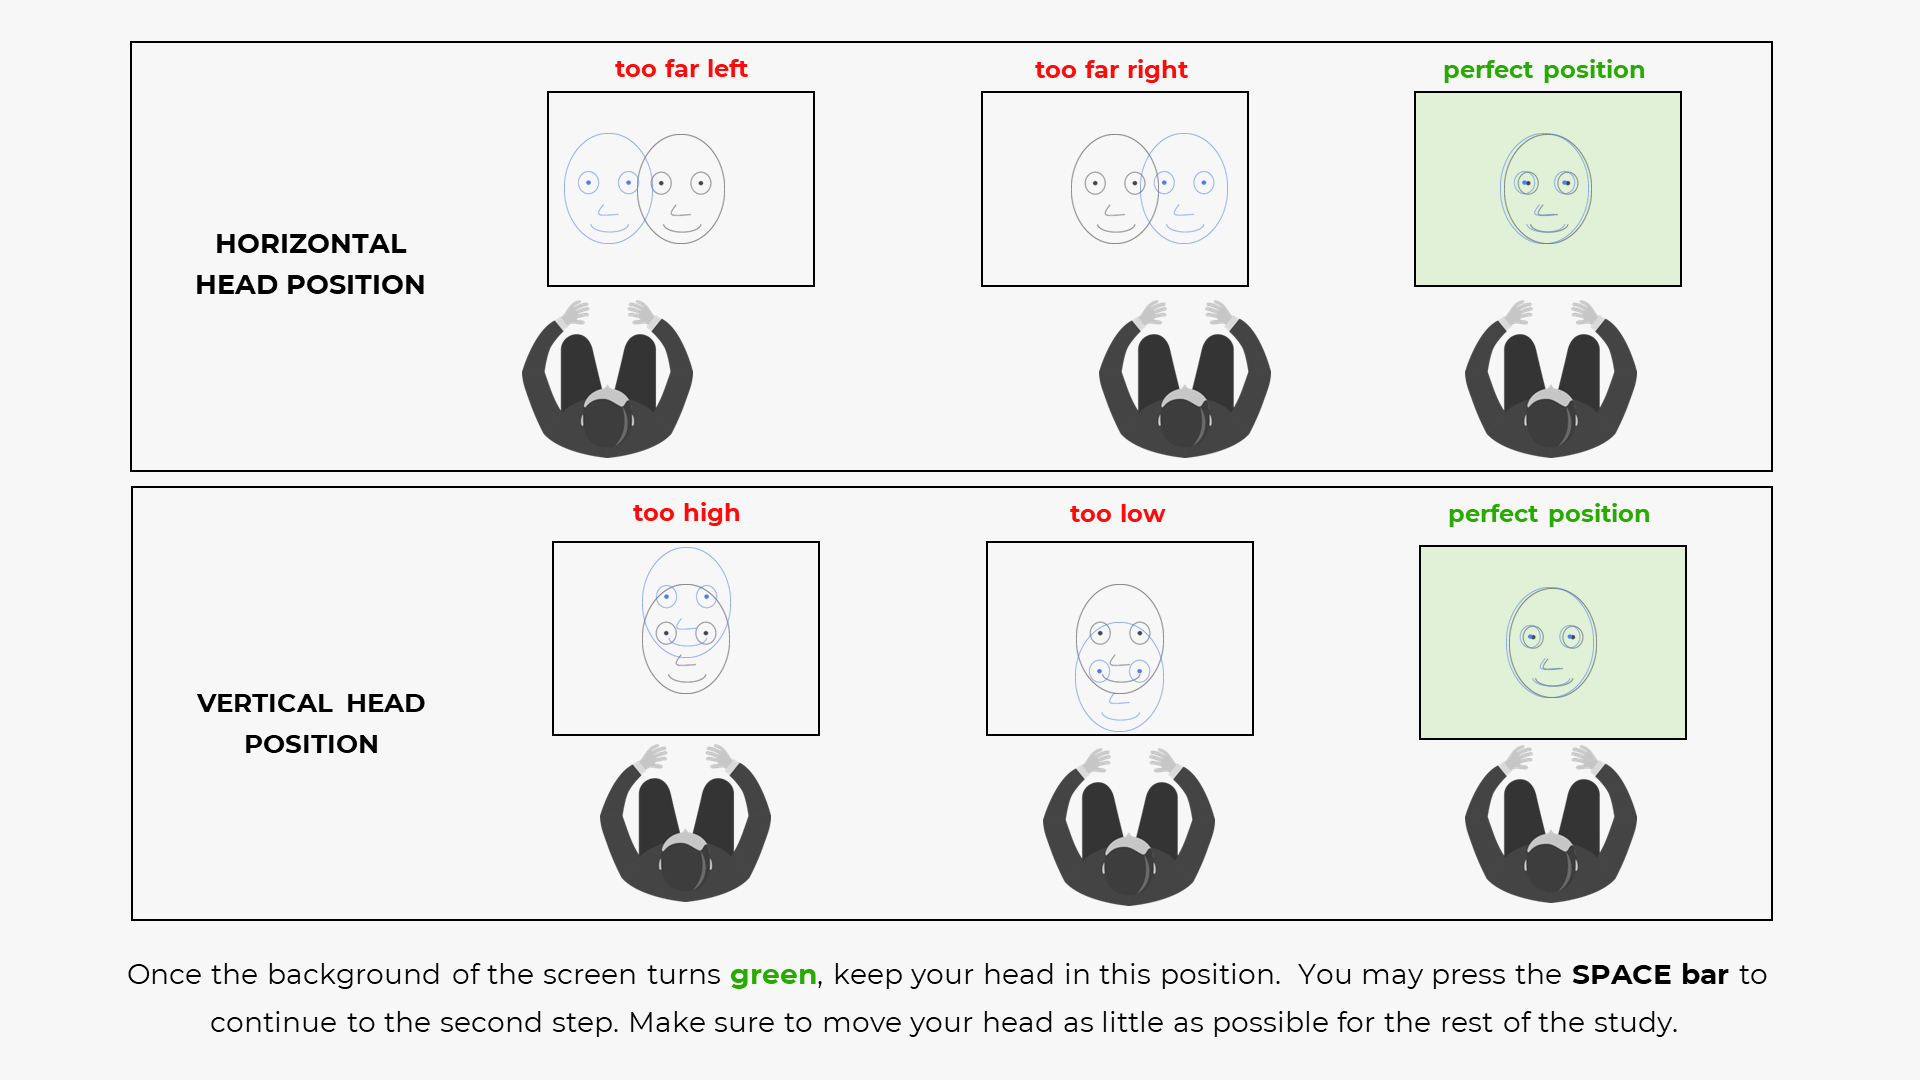 too far left
too far right
perfect position
HORIZONTAL
HEAD POSITION
too high
too low
perfect position
VERTICAL HEAD
POSITION
Once the background of the screen turns green, keep your head in this position. You may press the SPACE bar to
continue to the second step. Make sure to move your head as little as possible for the rest of the study.